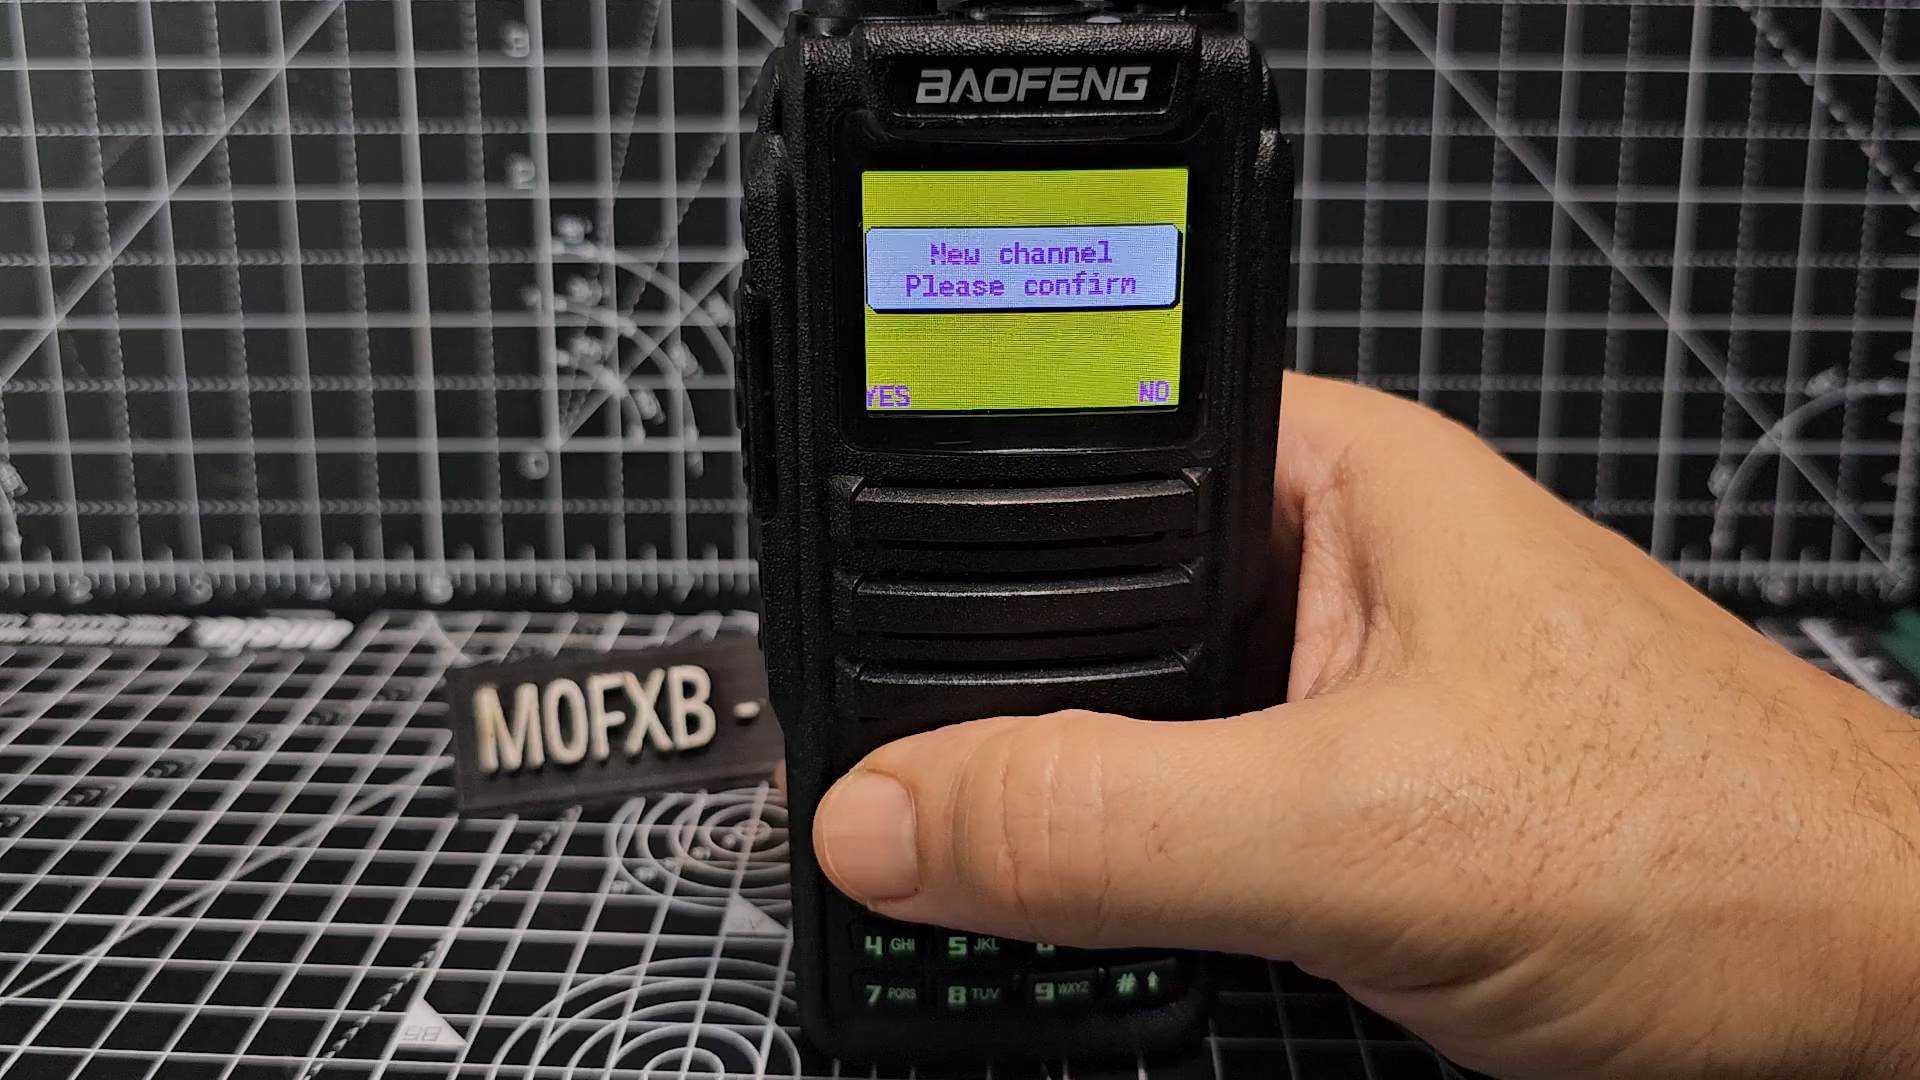 BAOFENG
New channel
Please confirm
YES NO
M0FXB -
4 GHI 5 JKL
7 PQRS 8 TUV 9 WXYZ #